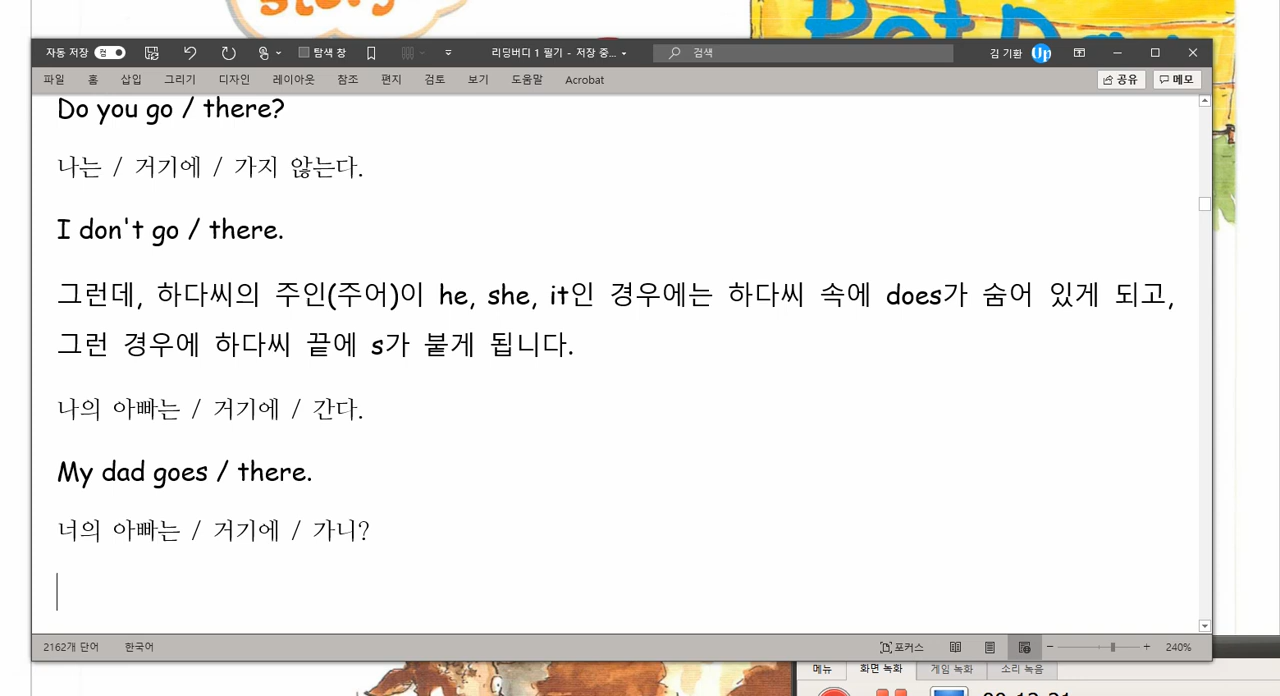 story
자동 저장 컴 탐색 창 리딩버디 1 필기 - 저장 중... 검색 김 기환 Up
파일 홈 삽입 그리기 디자인 레이아웃 참조 편지 검토 보기 도움말 Acrobat 공유 메모
Do you go / there?
나는 / 거기에 / 가지 않는다.
I don't go / there.
그런데, 하다씨의 주인(주어)이 he, she, it인 경우에는 하다씨 속에 does가 숨어 있게 되고,
그런 경우에 하다씨 끝에 s가 붙게 됩니다.
나의 아빠는 / 거기에 / 간다.
My dad goes / there.
너의 아빠는 / 거기에 / 가니?
2162개 단어 한국어 포커스 240%
메뉴 화면 녹화 게임 녹화 소리 녹음